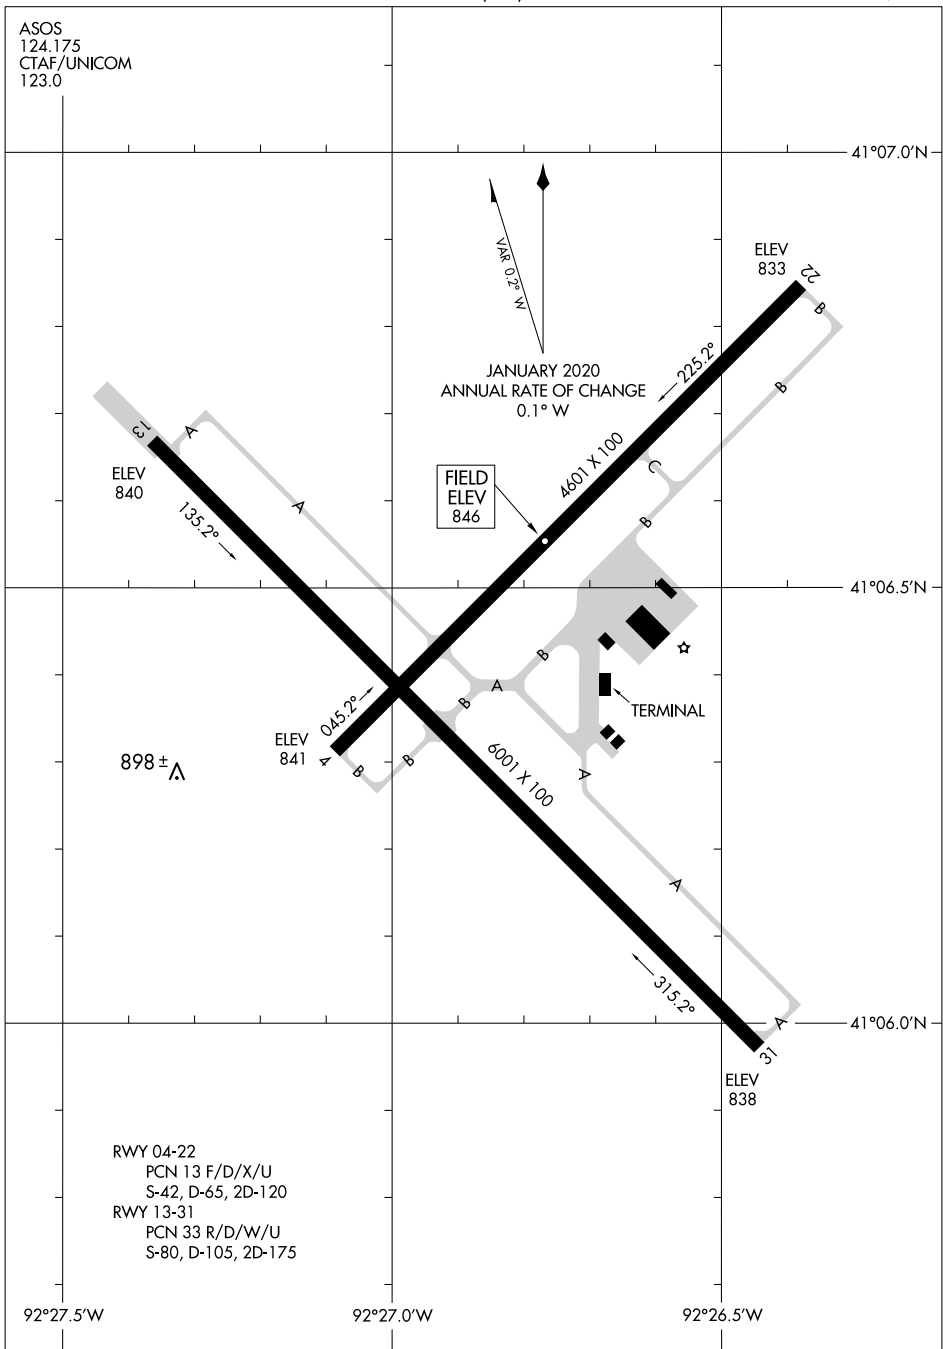 ASOS
124.175
CTAF/UNICOM
123.0
41°07.0'N
VAR 0.2° W
JANUARY 2020
ANNUAL RATE OF CHANGE
0.1° W
ELEV
833
22
B
225.2°
B
4601 X 100
C
B
FIELD
ELEV
846
13
A
ELEV
840
135.2°
A
41°06.5'N
B
A
B
TERMINAL
045.2°
ELEV
841
4
B
B
898 ±
6001 X 100
A
A
315.2°
A
41°06.0'N
31
ELEV
838
RWY 04-22
PCN 13 F/D/X/U
S-42, D-65, 2D-120
RWY 13-31
PCN 33 R/D/W/U
S-80, D-105, 2D-175
92°27.5'W
92°27.0'W
92°26.5'W